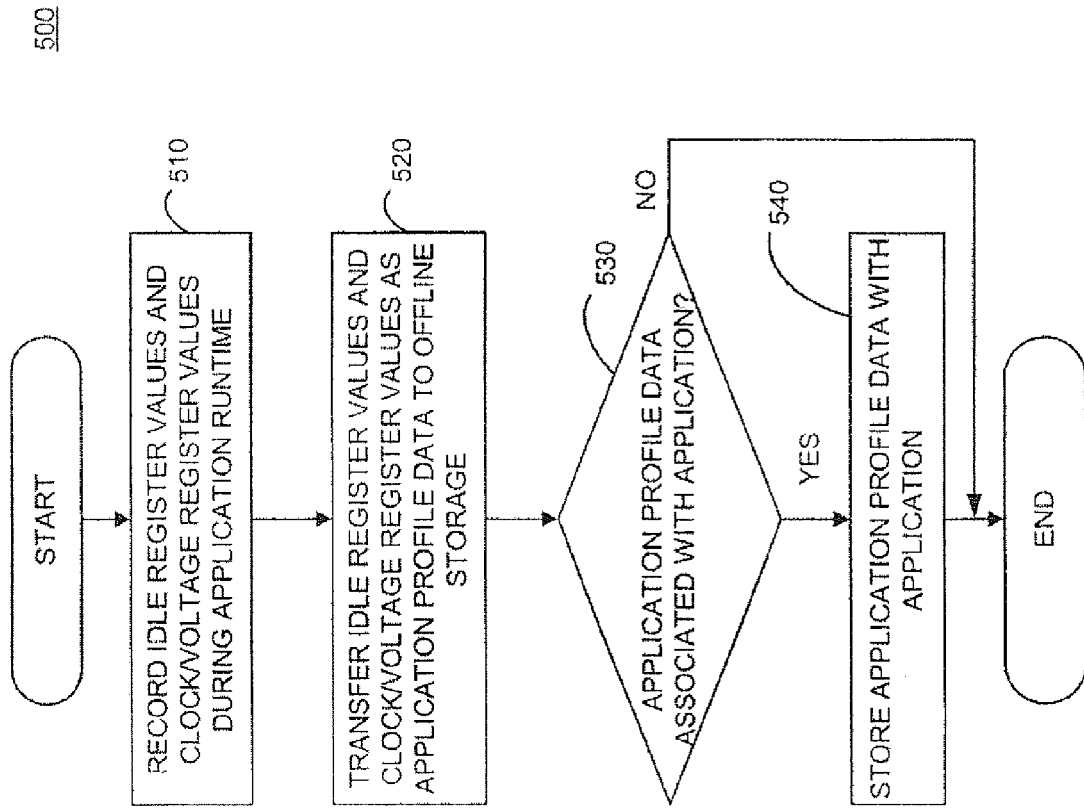 500
START
RECORD IDLE REGISTER VALUES AND
CLOCK/VOLTAGE REGISTER VALUES
DURING APPLICATION RUNTIME
510
TRANSFER IDLE REGISTER VALUES AND
CLOCK/VOLTAGE REGISTER VALUES AS
APPLICATION PROFILE DATA TO OFFLINE
STORAGE
520
APPLICATION PROFILE DATA
ASSOCIATED WITH APPLICATION?
530
NO
YES
540
STORE APPLICATION PROFILE DATA WITH
APPLICATION
END